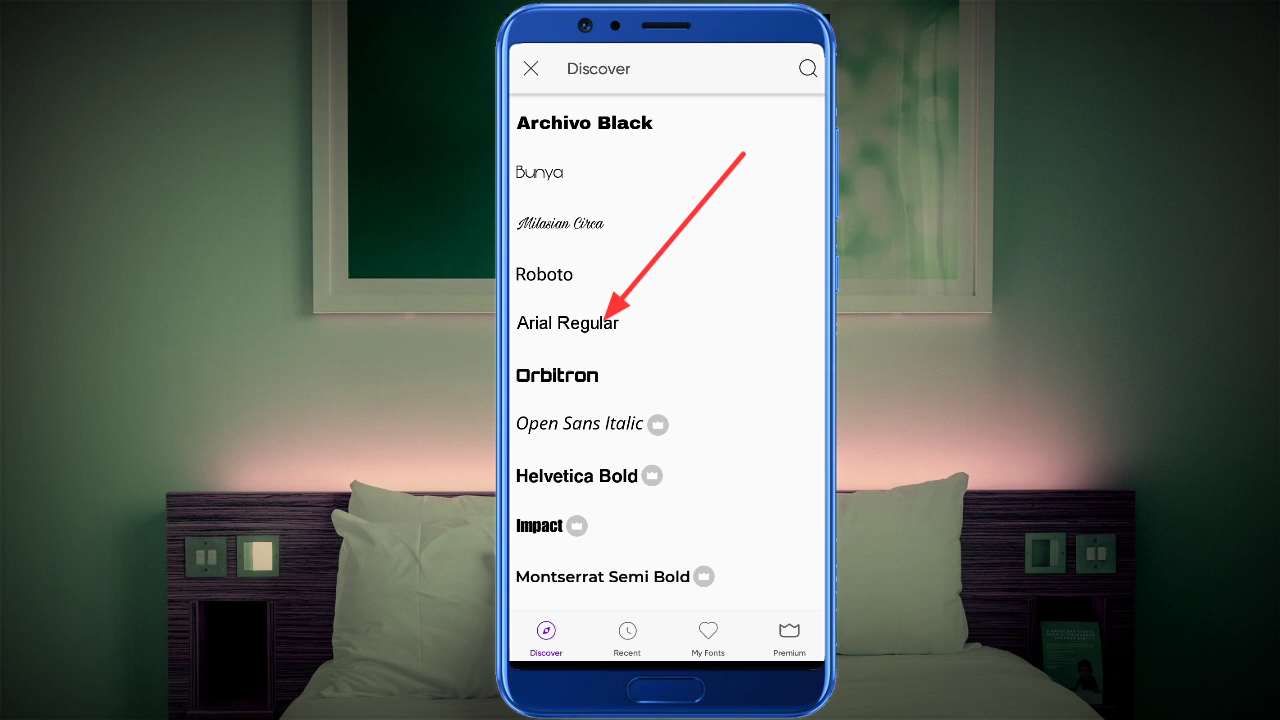 Discover
Archivo Black
Bunya
Milasian Circa
Roboto
Arial Regular
Orbitron
Open Sans Italic
Helvetica Bold
Impact
Montserrat Semi Bold
Discover
Recent
My Fonts
Premium